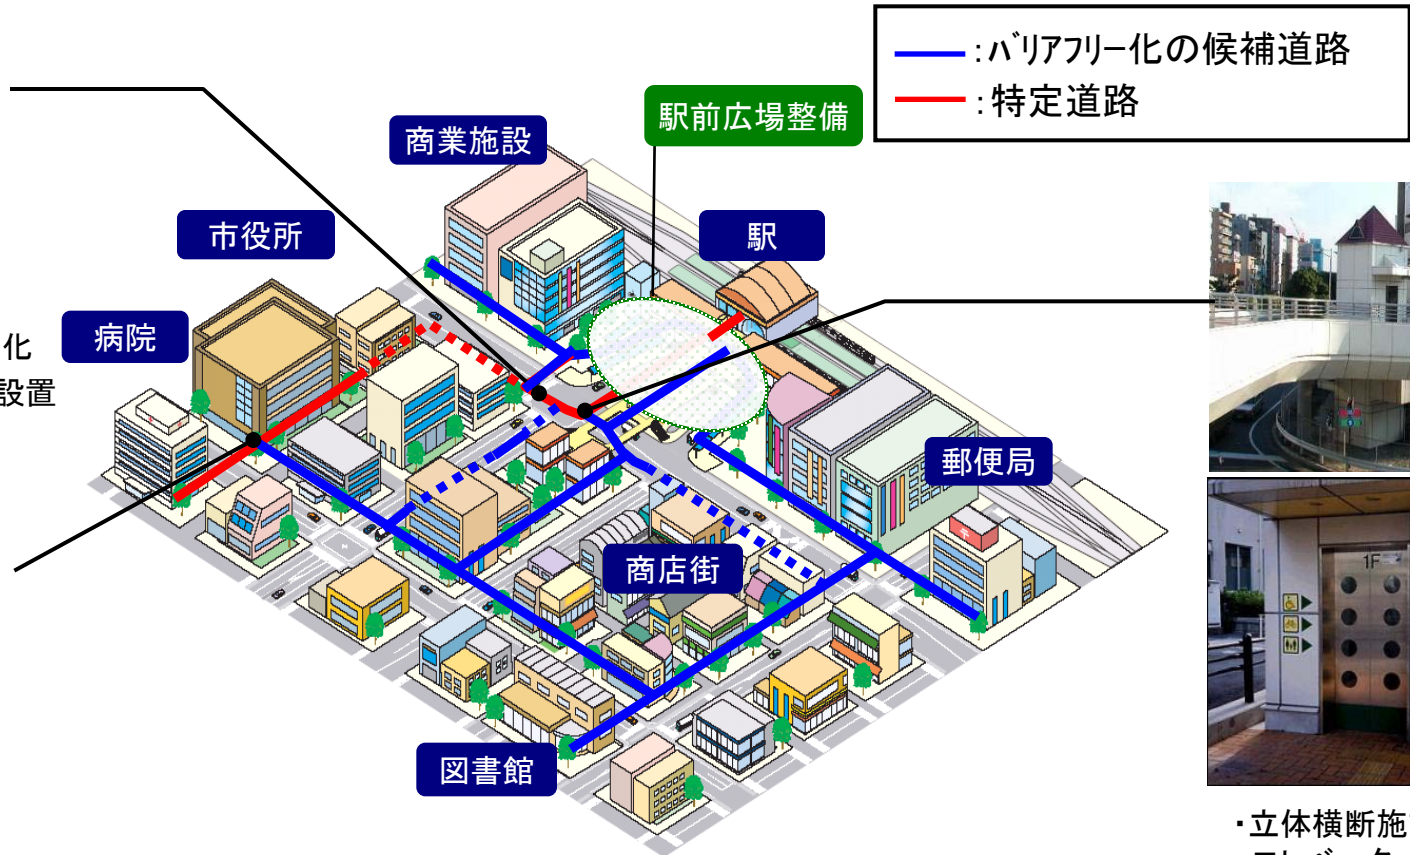 :バリアフリー化の候補道路
:特定道路
駅前広場整備
商業施設
市役所
駅
病院
化
設置
郵便局
商店街
1F
図書館
・立体横断施